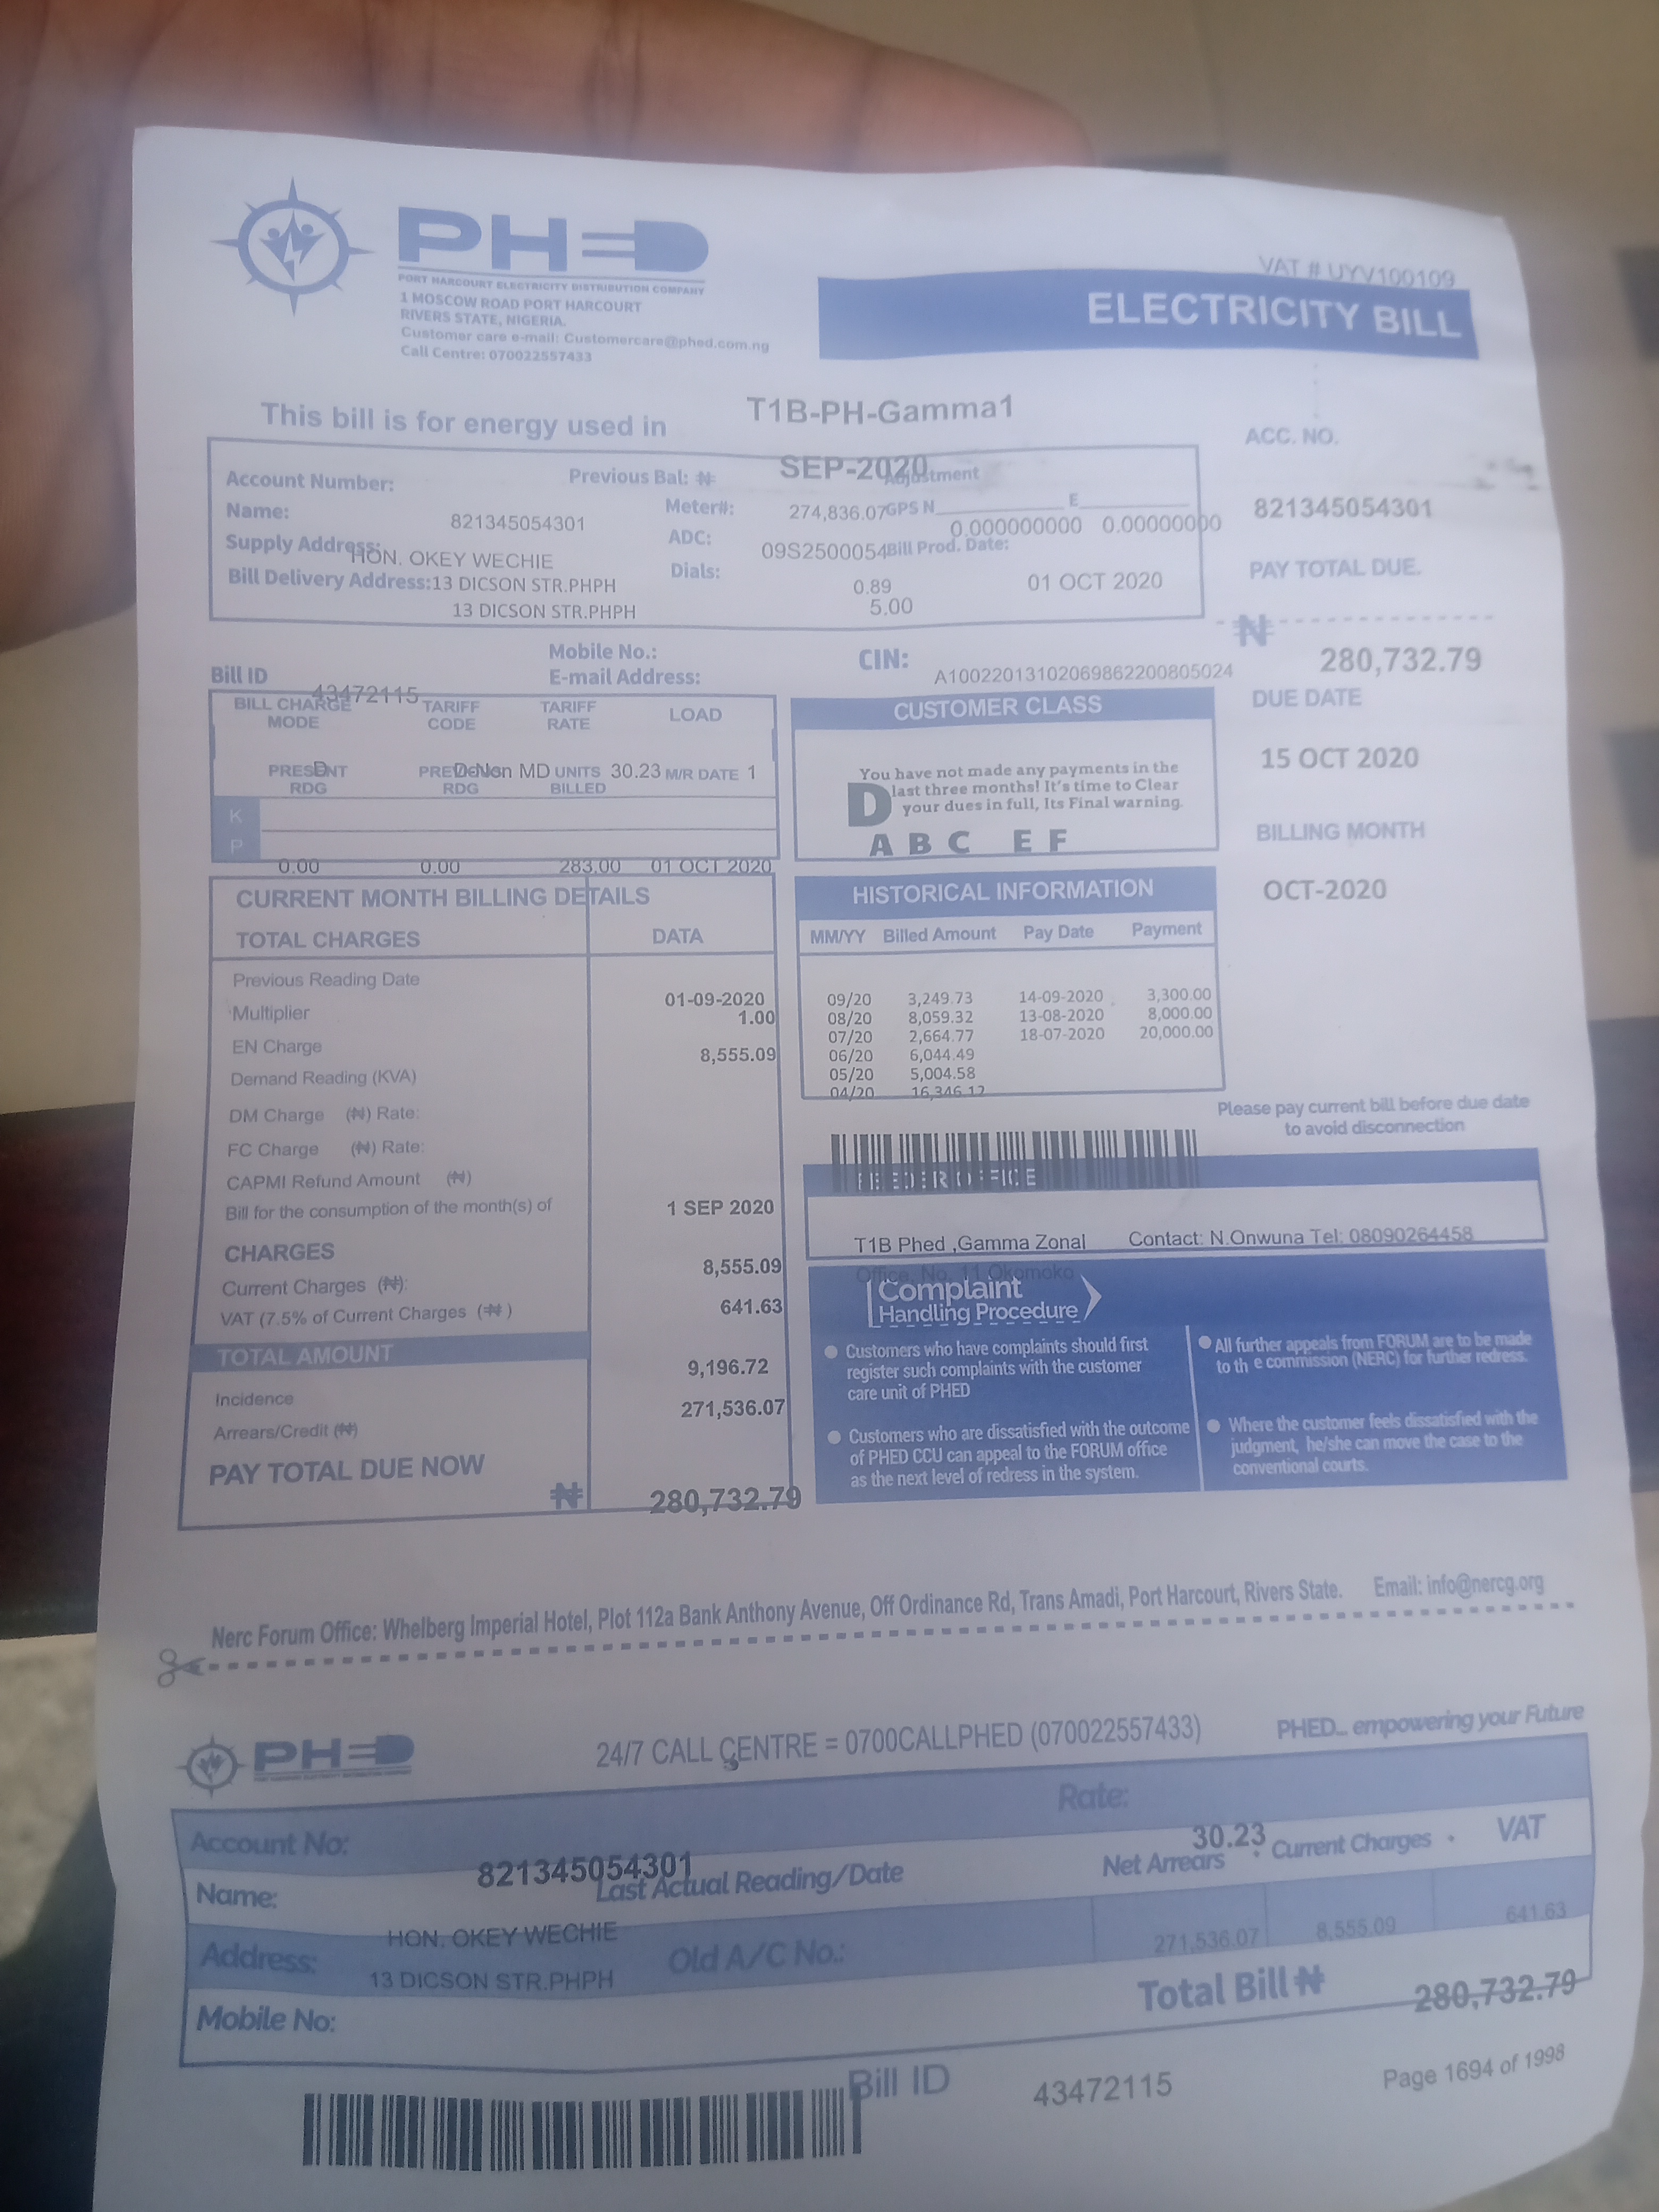 PHED
PORT HARCOURT ELECTRICITY DISTRIBUTION COMPANY
1 MOSCOW ROAD PORT HARCOURT
RIVERS STATE, NIGERIA.
Customer care e-mail: Customercare@phed.com.ng
Call Centre: 070022557433
VAT # UYV100109
ELECTRICITY BILL
This bill is for energy used in
T1B-PH-Gamma1
SEP-2020
Account Number: 821345054301
Name: HON. OKEY WECHIE
Supply Address: 13 DICSON STR.PHPH
Bill Delivery Address: 13 DICSON STR.PHPH
Previous Bal: ₦ 274,836.07
Adjustment
Meter#: 09S2500054
GPS N E
0.000000000 0.00000000
ADC: 0.89
Bill Prod. Date: 01 OCT 2020
Dials: 5.00
ACC. NO.
821345054301
PAY TOTAL DUE.
₦ 280,732.79
DUE DATE
15 OCT 2020
BILLING MONTH
OCT-2020
Mobile No.:
E-mail Address:
CIN: A10022013102069862200805024
Bill ID 43472115
BILL CHARGE MODE
TARIFF CODE
TARIFF RATE
LOAD
D
D-Non MD
30.23
1
PRESENT RDG
PREVIOUS RDG
UNITS BILLED
M/R DATE
K
P
0.00 0.00 283.00 01 OCT 2020
CUSTOMER CLASS
You have not made any payments in the
last three months! It's time to Clear
your dues in full, Its Final warning.
D
A B C E F
CURRENT MONTH BILLING DETAILS
TOTAL CHARGES DATA
Previous Reading Date 01-09-2020
Multiplier 1.00
EN Charge 8,555.09
Demand Reading (KVA)
DM Charge (₦) Rate:
FC Charge (₦) Rate:
CAPMI Refund Amount (₦)
Bill for the consumption of the month(s) of 1 SEP 2020
CHARGES
Current Charges (₦): 8,555.09
VAT (7.5% of Current Charges (₦) 641.63
TOTAL AMOUNT 9,196.72
Incidence
Arrears/Credit (₦) 271,536.07
PAY TOTAL DUE NOW
₦ 280,732.79
HISTORICAL INFORMATION
MM/YY Billed Amount Pay Date Payment
09/20 3,249.73 14-09-2020 3,300.00
08/20 8,059.32 13-08-2020 8,000.00
07/20 2,664.77 18-07-2020 20,000.00
06/20 6,044.49
05/20 5,004.58
04/20 16,346.12
Please pay current bill before due date
to avoid disconnection
FEEDER OFFICE
T1B Phed ,Gamma Zonal Contact: N.Onwuna Tel: 08090264458
Office, No. 11 Okomoko
Complaint
Handling Procedure
Customers who have complaints should first
register such complaints with the customer
care unit of PHED
Customers who are dissatisfied with the outcome
of PHED CCU can appeal to the FORUM office
as the next level of redress in the system.
All further appeals from FORUM are to be made
to th e commission (NERC) for further redress.
Where the customer feels dissatisfied with the
judgment, he/she can move the case to the
conventional courts.
Nerc Forum Office: Whelberg Imperial Hotel, Plot 112a Bank Anthony Avenue, Off Ordinance Rd, Trans Amadi, Port Harcourt, Rivers State. Email: info@nercg.org
PHED
24/7 CALL CENTRE = 0700CALLPHED (070022557433)
PHED... empowering your Future
Account No: 821345054301
Rate: 30.23
Name: HON. OKEY WECHIE
Last Actual Reading/Date
Net Arrears Current Charges VAT
271,536.07 8,555.09 641.63
Address: 13 DICSON STR.PHPH
Old A/C No.:
Total Bill ₦ 280,732.79
Mobile No:
Bill ID 43472115
Page 1694 of 1998